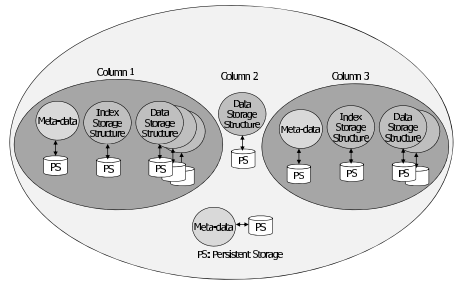 Column 1
Column 2
Column 3
Meta-data
Index
Storage
Structure
Data
Storage
Structure
PS
PS
PS
Data
Storage
Structure
PS
Meta-data
Index
Storage
Structure
Data
Storage
Structure
PS
PS
PS
Meta-data
PS
PS: Persistent Storage